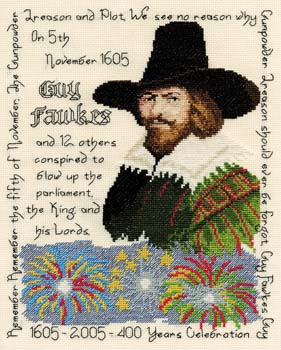 Remember Remember the fifth of November, The Gunpowder
Treason and Plot, We see no reason why
Gunpowder Treason should ever be forgot Guy Fawkes Guy
On 5th
November 1605
Guy
Fawkes
and 12 others
conspired to
blow up the
parliament,
the King and
his Lords.
1605 - 2005 - 400 Years Celebration